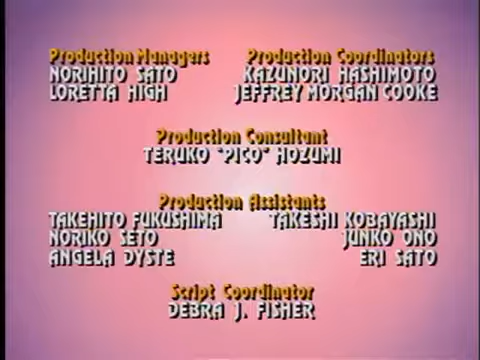 Production Managers
NORIHITO SATO
LORETTA HIGH
Production Coordinators
KAZUNORI HASHIMOTO
JEFFREY MORGAN COOKE
Production Consultant
TERUKO "PICO" HOZUMI
Production Assistants
TAKEHITO FUKUSHIMA
NORIKO SETO
ANGELA DYSTE
TAKESHI KOBAYASHI
JUNKO ONO
ERI SATO
Script Coordinator
DEBRA J. FISHER